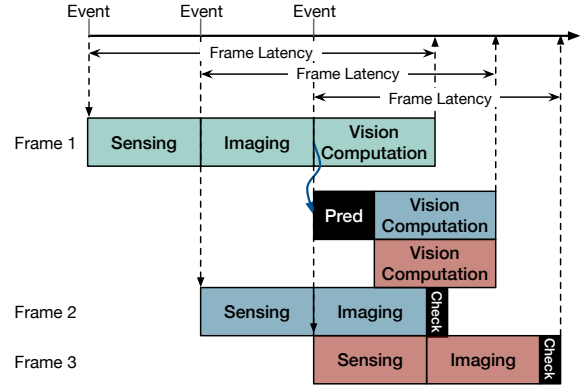 Event Event Event
Frame Latency
Frame Latency
Frame Latency
Frame 1 Sensing Imaging Vision
Computation
Pred Vision
Computation
Vision
Computation
Frame 2 Sensing Imaging Check
Frame 3 Sensing Imaging Check